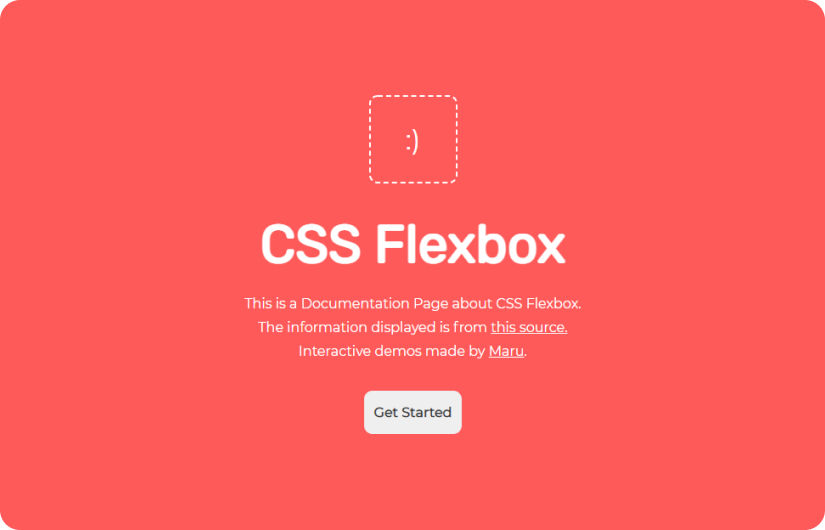 :)
CSS Flexbox
This is a Documentation Page about CSS Flexbox.
The information displayed is from this source.
Interactive demos made by Maru.
Get Started